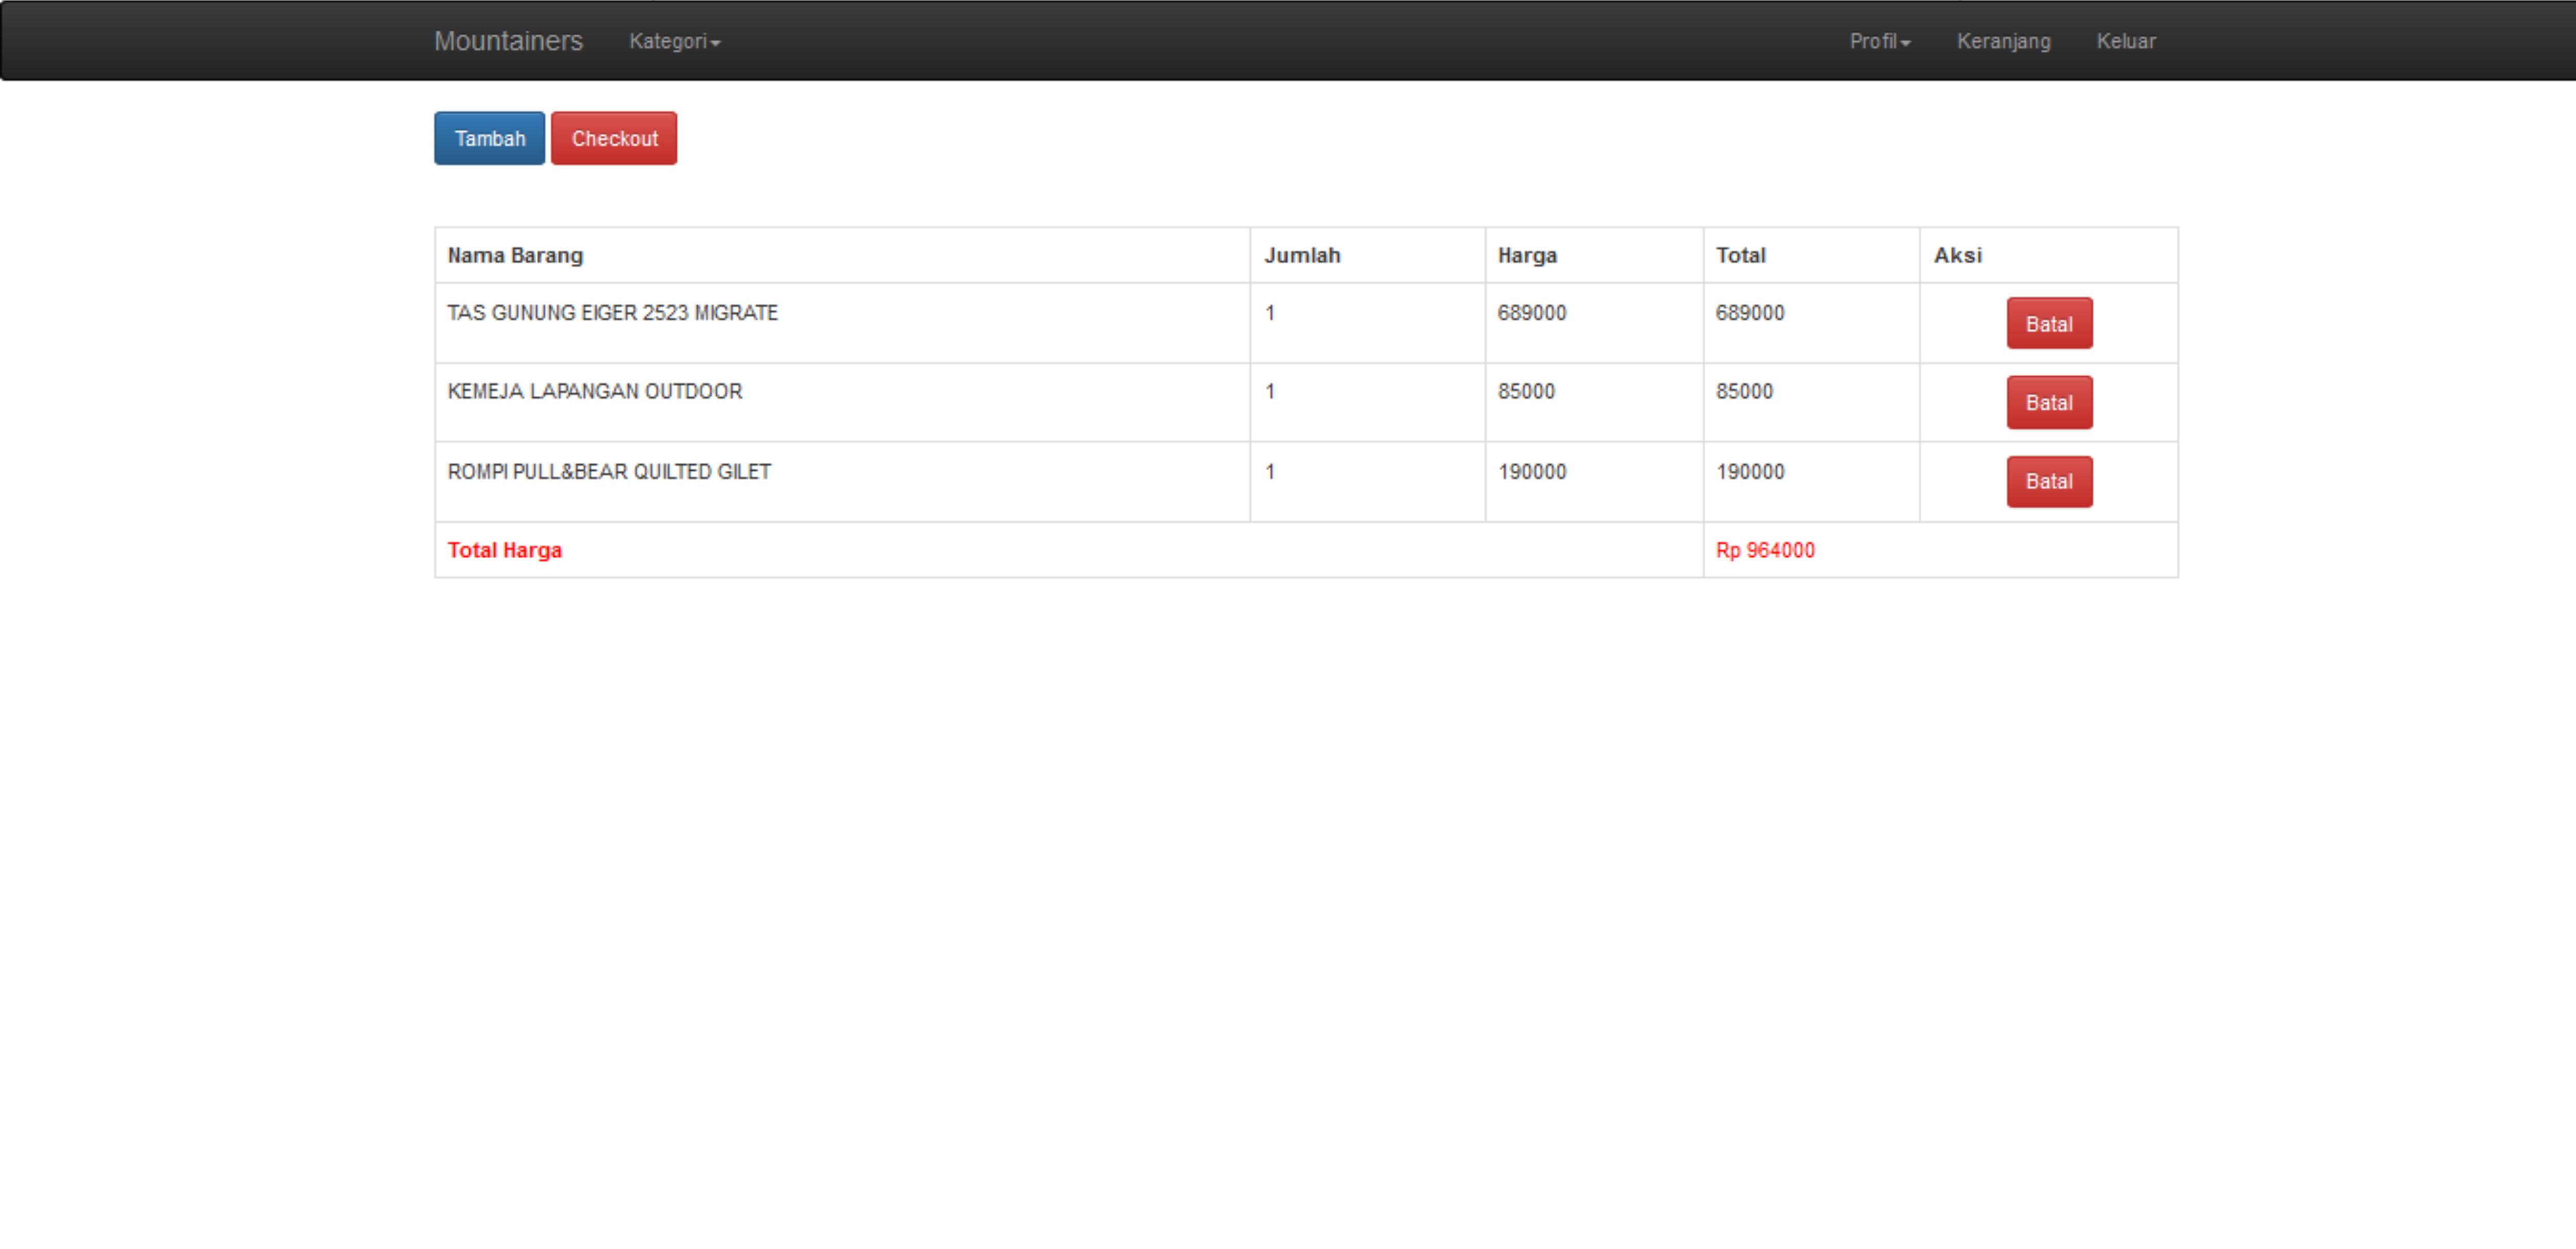 Mountainers Kategori Profil Keranjang Keluar
Tambah Checkout
Nama Barang Jumlah Harga Total Aksi
TAS GUNUNG EIGER 2523 MIGRATE 1 689000 689000 Batal
KEMEJA LAPANGAN OUTDOOR 1 85000 85000 Batal
ROMPI PULL&BEAR QUILTED GILET 1 190000 190000 Batal
Total Harga Rp 964000